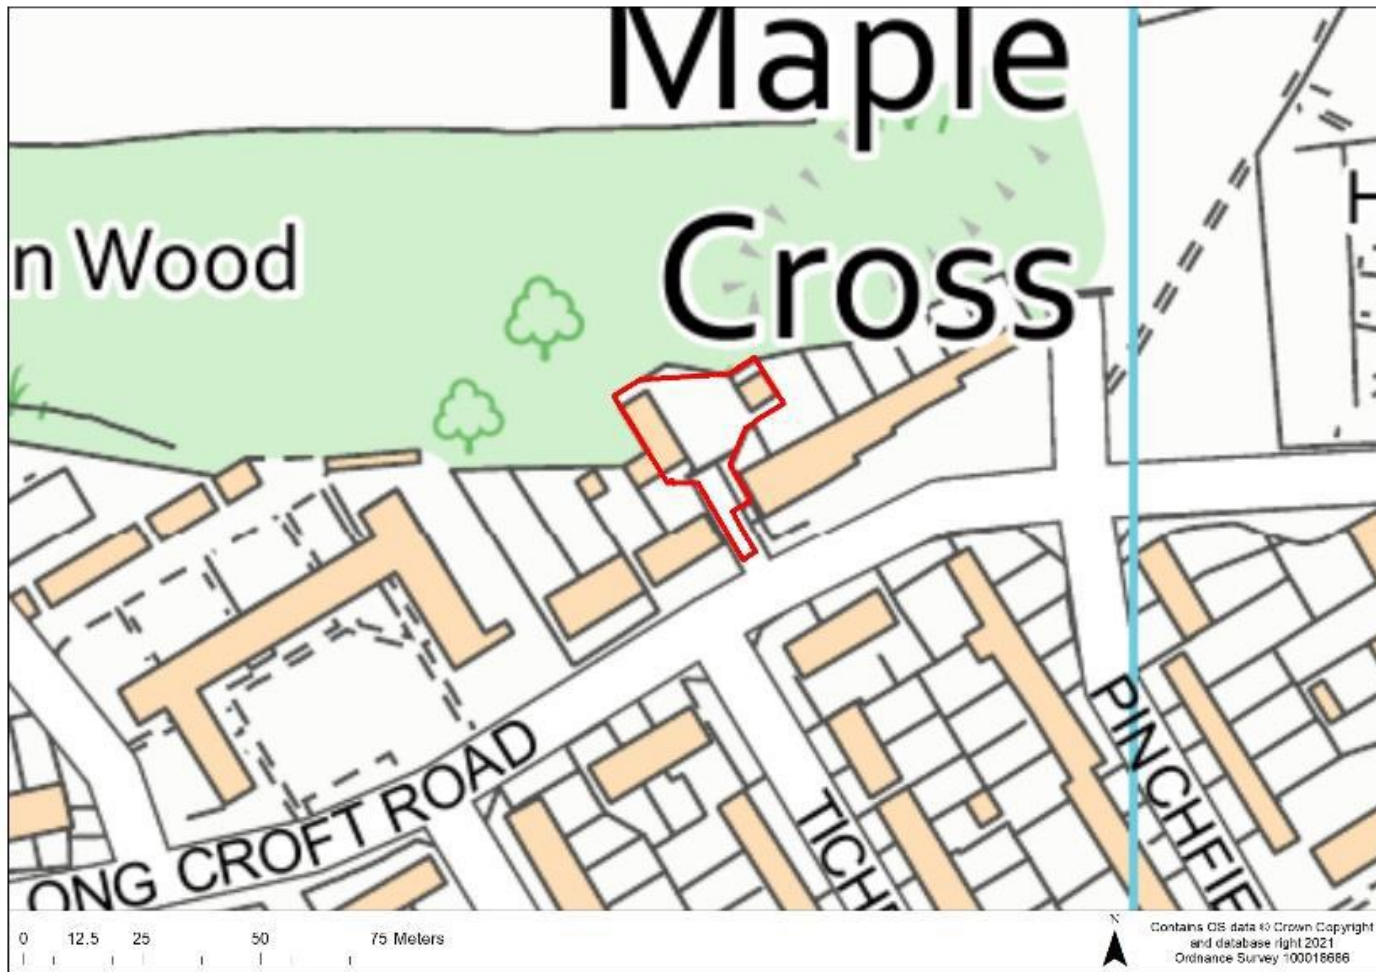 Maple
Cross
n Wood
H
ONG CROFT ROAD
TICH
PINCHFIE
0 12.5 25 50 75 Meters
N
Contains OS data © Crown Copyright
and database right 2021
Ordnance Survey 100018686